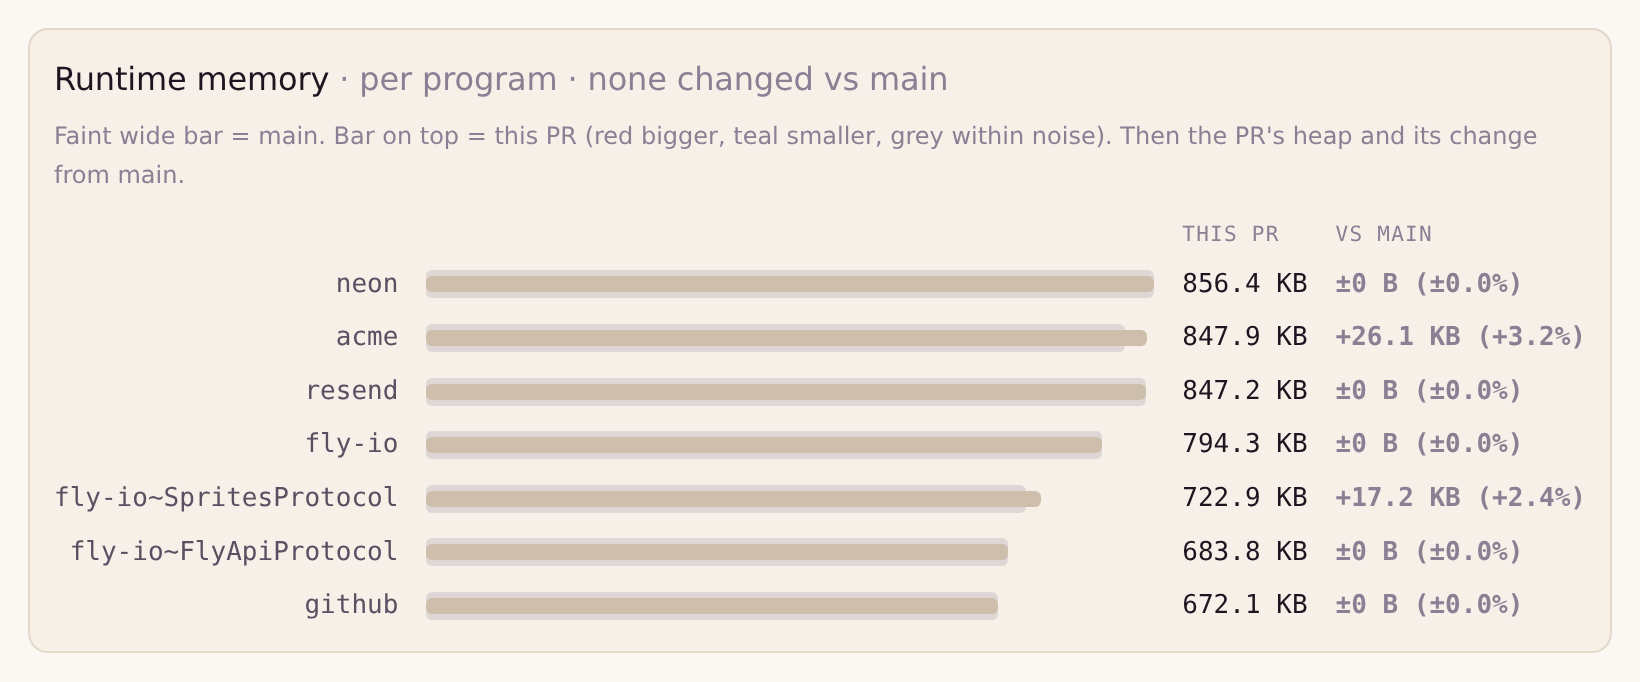 Runtime memory · per program · none changed vs main
Faint wide bar = main. Bar on top = this PR (red bigger, teal smaller, grey within noise). Then the PR's heap and its change
from main.
THIS PR VS MAIN
neon 856.4 KB ±0 B (±0.0%)
acme 847.9 KB +26.1 KB (+3.2%)
resend 847.2 KB ±0 B (±0.0%)
fly-io 794.3 KB ±0 B (±0.0%)
fly-io~SpritesProtocol 722.9 KB +17.2 KB (+2.4%)
fly-io~FlyApiProtocol 683.8 KB ±0 B (±0.0%)
github 672.1 KB ±0 B (±0.0%)